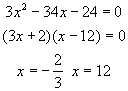 3x² − 34x − 24 = 0
(3x + 2)(x − 12) = 0
x = −2/3  x = 12